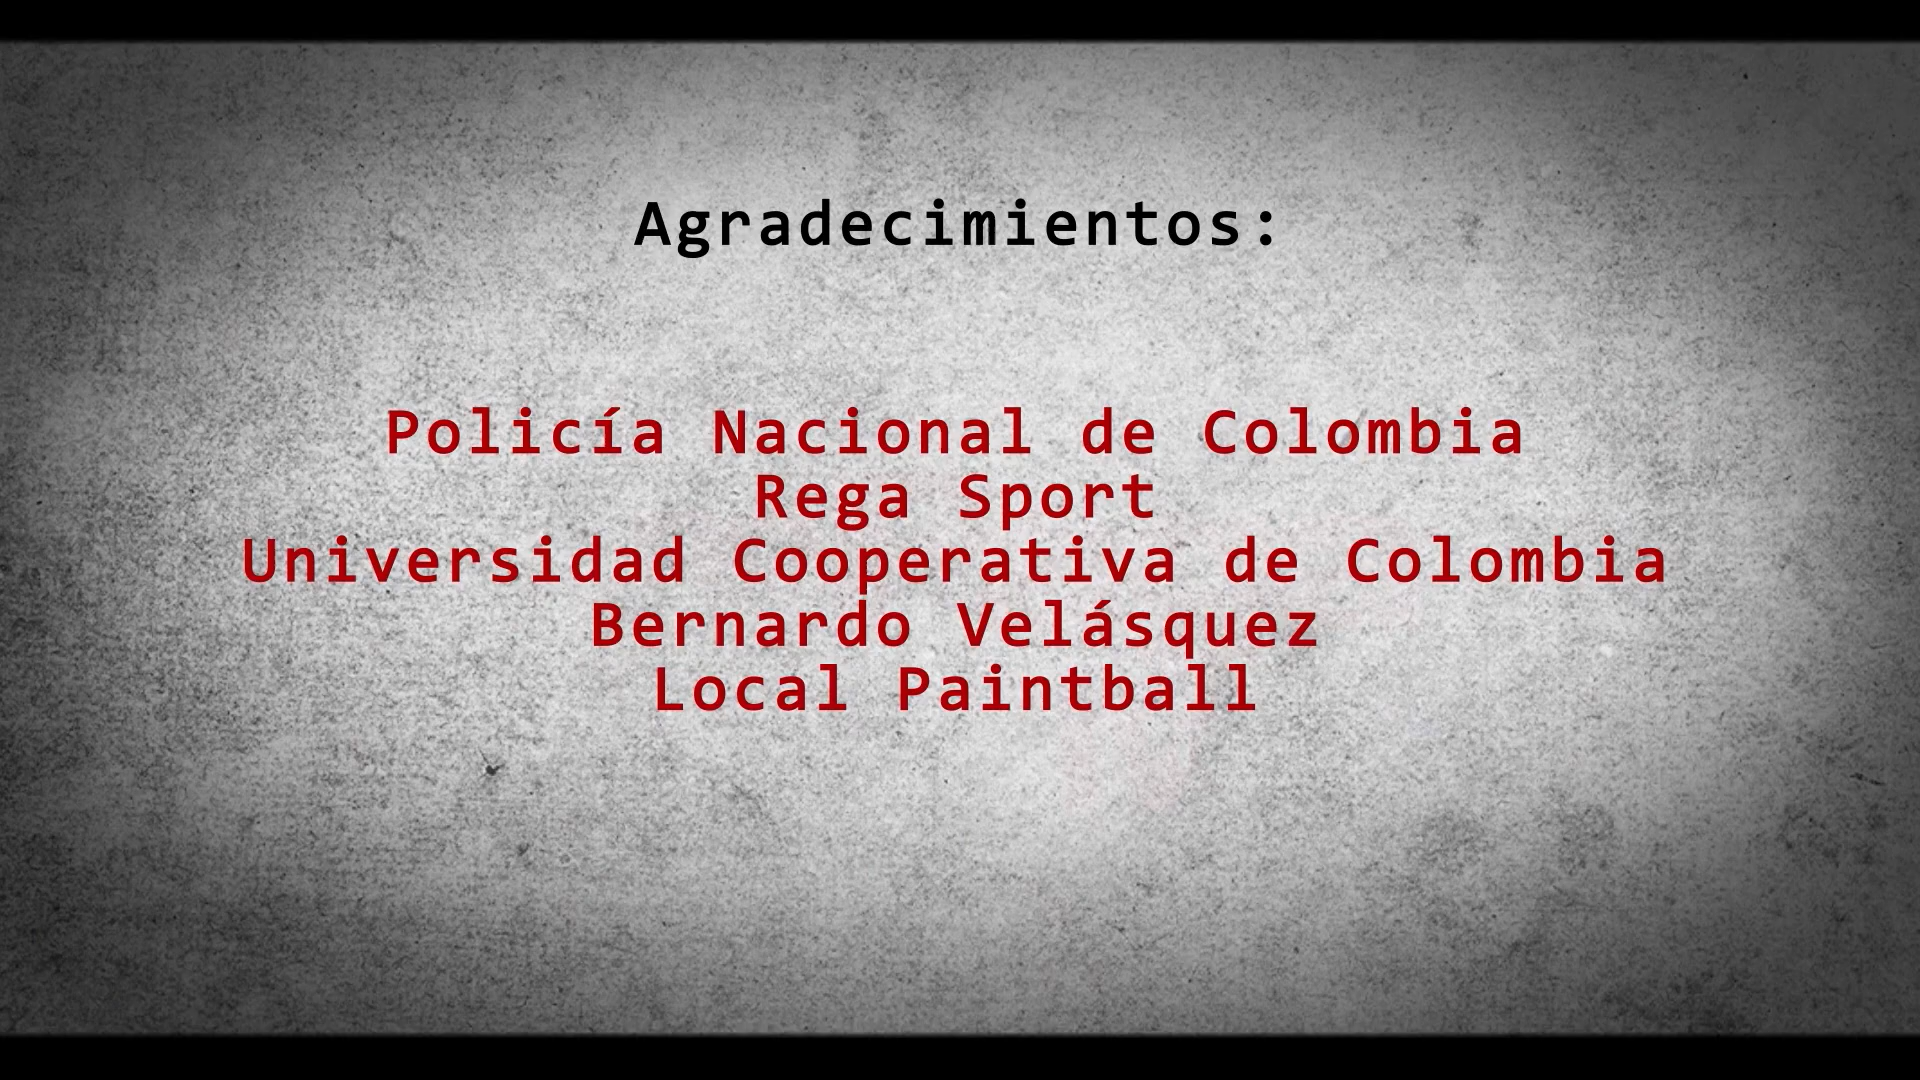 Agradecimientos:
Policía Nacional de Colombia
Rega Sport
Universidad Cooperativa de Colombia
Bernardo Velásquez
Local Paintball